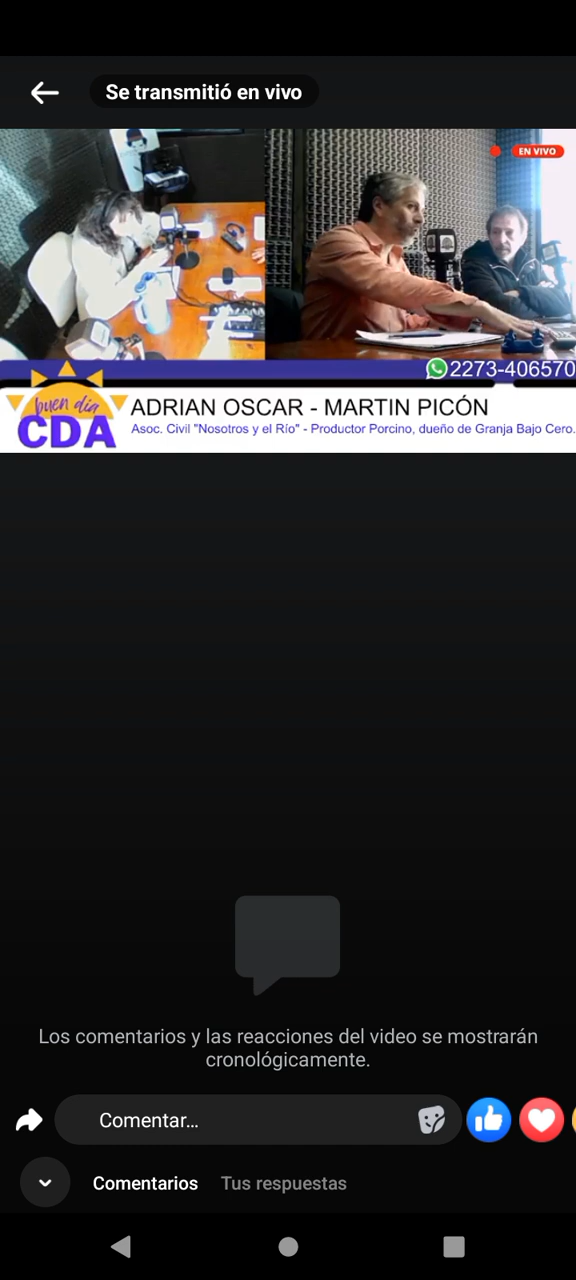 Se transmitió en vivo
EN VIVO
2273-406570
buen día
CDA
ADRIAN OSCAR - MARTIN PICÓN
Asoc. Civil "Nosotros y el Río" - Productor Porcino, dueño de Granja Bajo Cero.
Los comentarios y las reacciones del video se mostrarán
cronológicamente.
Comentar...
Comentarios
Tus respuestas